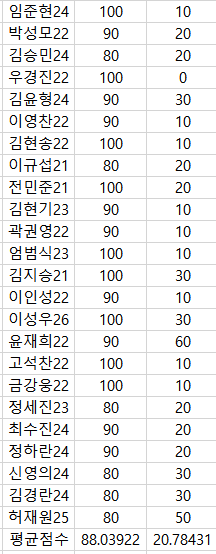 임준현24 100 10
박성모22 90 20
김승민24 80 20
우경진22 100 0
김윤형24 90 30
이영찬22 90 10
김현송22 100 10
이규섭21 80 20
전민준21 100 20
김현기23 90 10
곽권영22 90 10
엄범식23 100 10
김지승21 100 30
이인성22 90 10
이성우26 100 30
윤재희22 90 60
고석찬22 100 10
금강웅22 100 10
정세진23 80 20
최수진24 90 20
정하란24 90 20
신영의24 80 30
김경란24 80 30
허재원25 80 50
평균점수 88.03922 20.78431